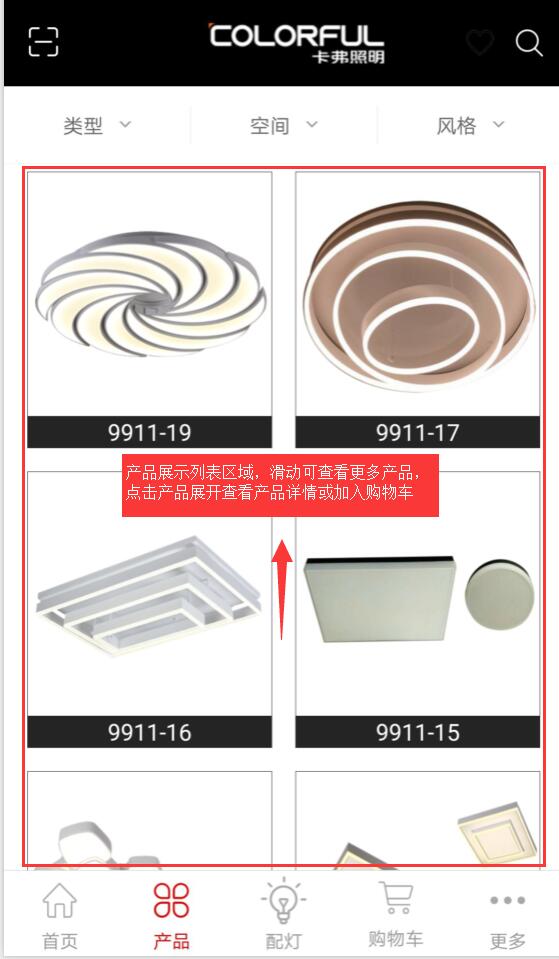 COLORFUL
卡弗照明
类型 空间 风格
9911-19 9911-17
产品展示列表区域，滑动可查看更多产品，
点击产品展开查看产品详情或加入购物车
9911-16 9911-15
首页 产品 配灯 购物车 更多